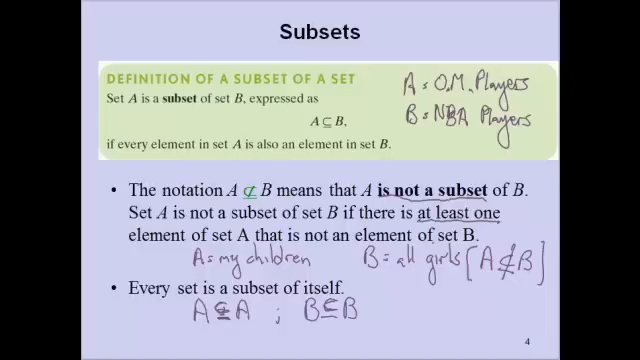 Subsets
DEFINITION OF A SUBSET OF A SET
Set A is a subset of set B, expressed as
A ⊆ B,
if every element in set A is also an element in set B.
A = O.M. Players
B = NBA Players
• The notation A ⊄ B means that A is not a subset of B.
Set A is not a subset of set B if there is at least one
element of set A that is not an element of set B.
A = my children B = all girls [A ⊄ B]
• Every set is a subset of itself.
A ⊆ A ; B ⊆ B
4